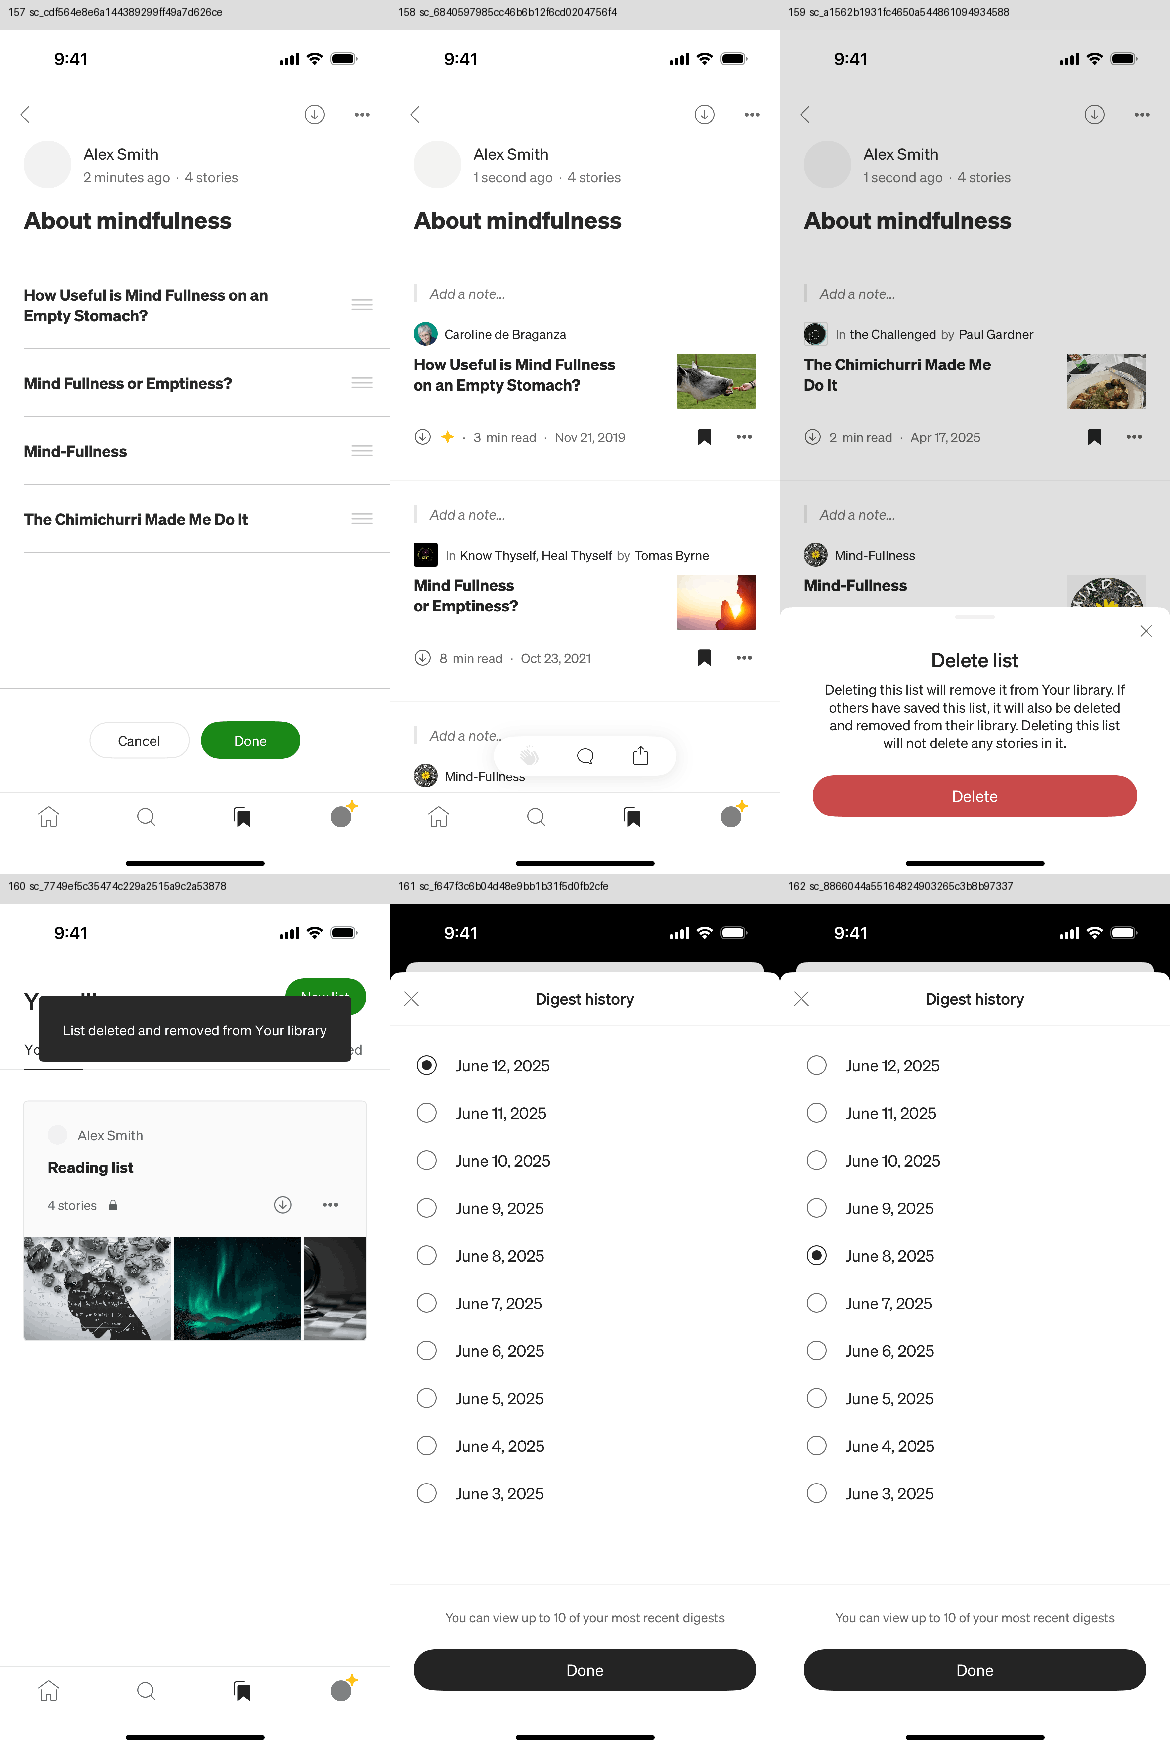 157 sc_cdf564e8e6a144389299ff49a7d626ce
9:41
Alex Smith
2 minutes ago · 4 stories
About mindfulness
How Useful is Mind Fullness on an
Empty Stomach?
Mind Fullness or Emptiness?
Mind-Fullness
The Chimichurri Made Me Do It
Cancel
Done
158 sc_6840597985cc46b6b12f6cd0204756f4
9:41
Alex Smith
1 second ago · 4 stories
About mindfulness
Add a note...
Caroline de Braganza
How Useful is Mind Fullness
on an Empty Stomach?
· 3 min read · Nov 21, 2019
Add a note...
In Know Thyself, Heal Thyself by Tomas Byrne
Mind Fullness
or Emptiness?
8 min read · Oct 23, 2021
Add a note..
Mind-Fullness
159 sc_a1562b1931fc4650a544861094934588
9:41
Alex Smith
1 second ago · 4 stories
About mindfulness
Add a note...
In the Challenged by Paul Gardner
The Chimichurri Made Me
Do It
2 min read · Apr 17, 2025
Add a note...
Mind-Fullness
Mind-Fullness
Delete list
Deleting this list will remove it from Your library. If
others have saved this list, it will also be deleted
and removed from their library. Deleting this list
will not delete any stories in it.
Delete
160 sc_7749ef5c35474c229a2515a9c2a53878
9:41
List deleted and removed from Your library
Alex Smith
Reading list
4 stories
161 sc_f647f3c6b04d48e9bb1b31f5d0fb2cfe
9:41
Digest history
June 12, 2025
June 11, 2025
June 10, 2025
June 9, 2025
June 8, 2025
June 7, 2025
June 6, 2025
June 5, 2025
June 4, 2025
June 3, 2025
You can view up to 10 of your most recent digests
Done
162 sc_8866044a55164824903265c3b8b97337
9:41
Digest history
June 12, 2025
June 11, 2025
June 10, 2025
June 9, 2025
June 8, 2025
June 7, 2025
June 6, 2025
June 5, 2025
June 4, 2025
June 3, 2025
You can view up to 10 of your most recent digests
Done